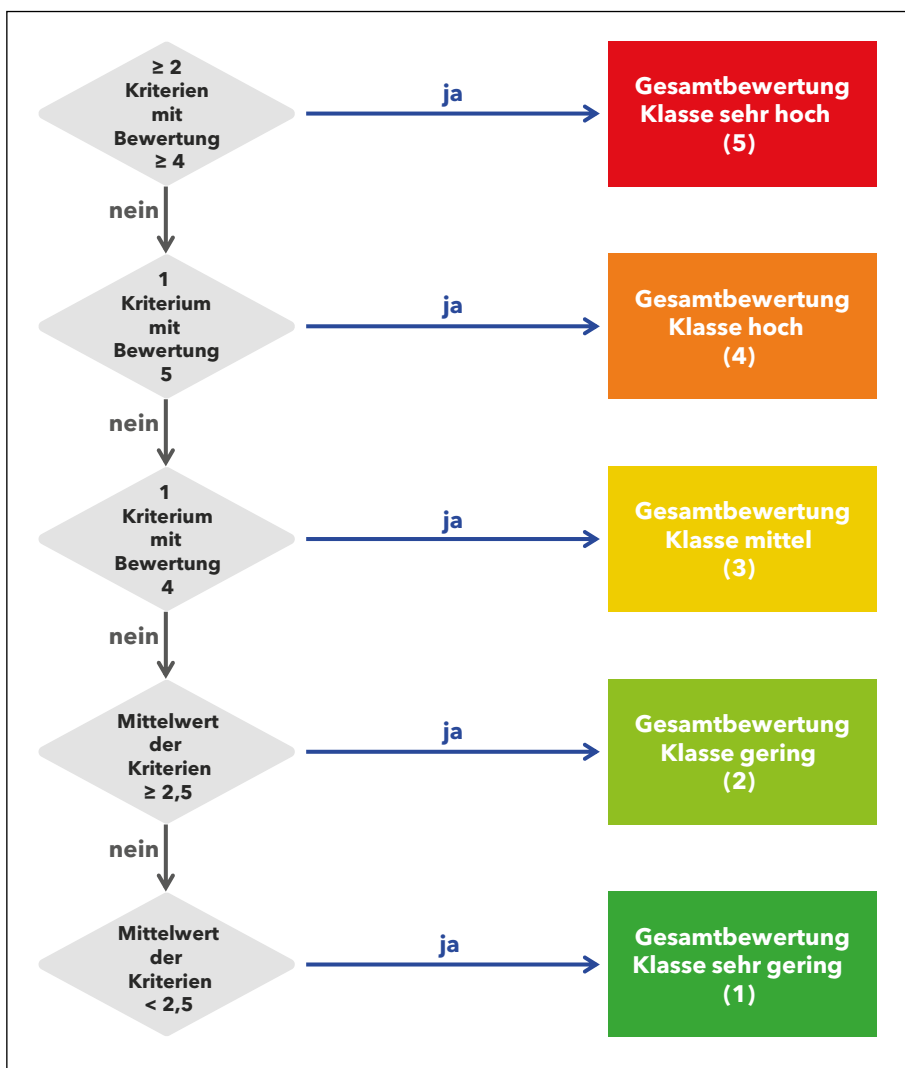 ≥ 2
Kriterien
mit
Bewertung
≥ 4
ja
Gesamtbewertung
Klasse sehr hoch
(5)
nein
1
Kriterium
mit
Bewertung
5
ja
Gesamtbewertung
Klasse hoch
(4)
nein
1
Kriterium
mit
Bewertung
4
ja
Gesamtbewertung
Klasse mittel
(3)
nein
Mittelwert
der
Kriterien
≥ 2,5
ja
Gesamtbewertung
Klasse gering
(2)
nein
Mittelwert
der
Kriterien
< 2,5
ja
Gesamtbewertung
Klasse sehr gering
(1)